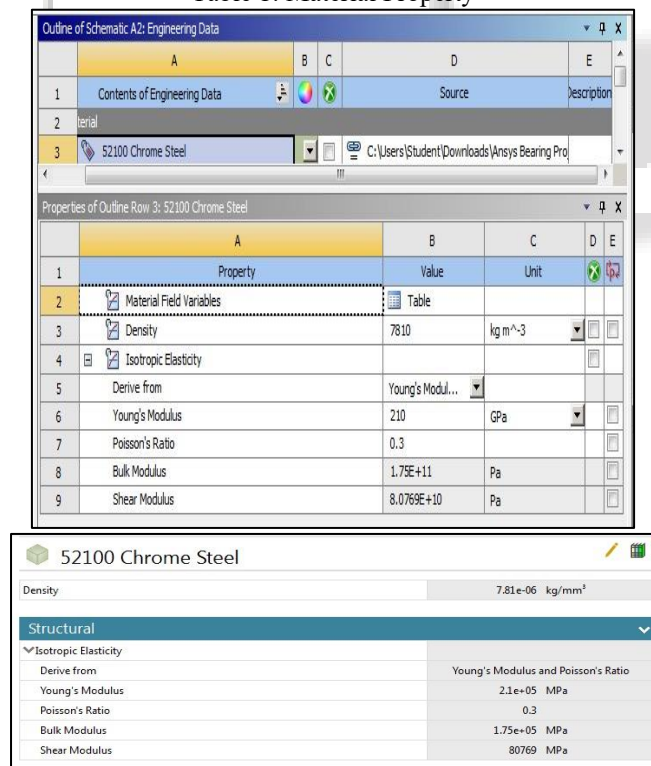 Table 3: Material Property
Outline of Schematic A2: Engineering Data
A B C D E
1 Contents of Engineering Data Source Description
2 terial
3 52100 Chrome Steel C:\Users\Student\Downloads\Ansys Bearing Pro
Properties of Outline Row 3: 52100 Chrome Steel
A B C D E
1 Property Value Unit
2 Material Field Variables Table
3 Density 7810 kg m^-3
4 Isotropic Elasticity
5 Derive from Young's Modul...
6 Young's Modulus 210 GPa
7 Poisson's Ratio 0.3
8 Bulk Modulus 1.75E+11 Pa
9 Shear Modulus 8.0769E+10 Pa
52100 Chrome Steel
Density 7.81e-06 kg/mm³
Structural
Isotropic Elasticity
Derive from Young's Modulus and Poisson's Ratio
Young's Modulus 2.1e+05 MPa
Poisson's Ratio 0.3
Bulk Modulus 1.75e+05 MPa
Shear Modulus 80769 MPa